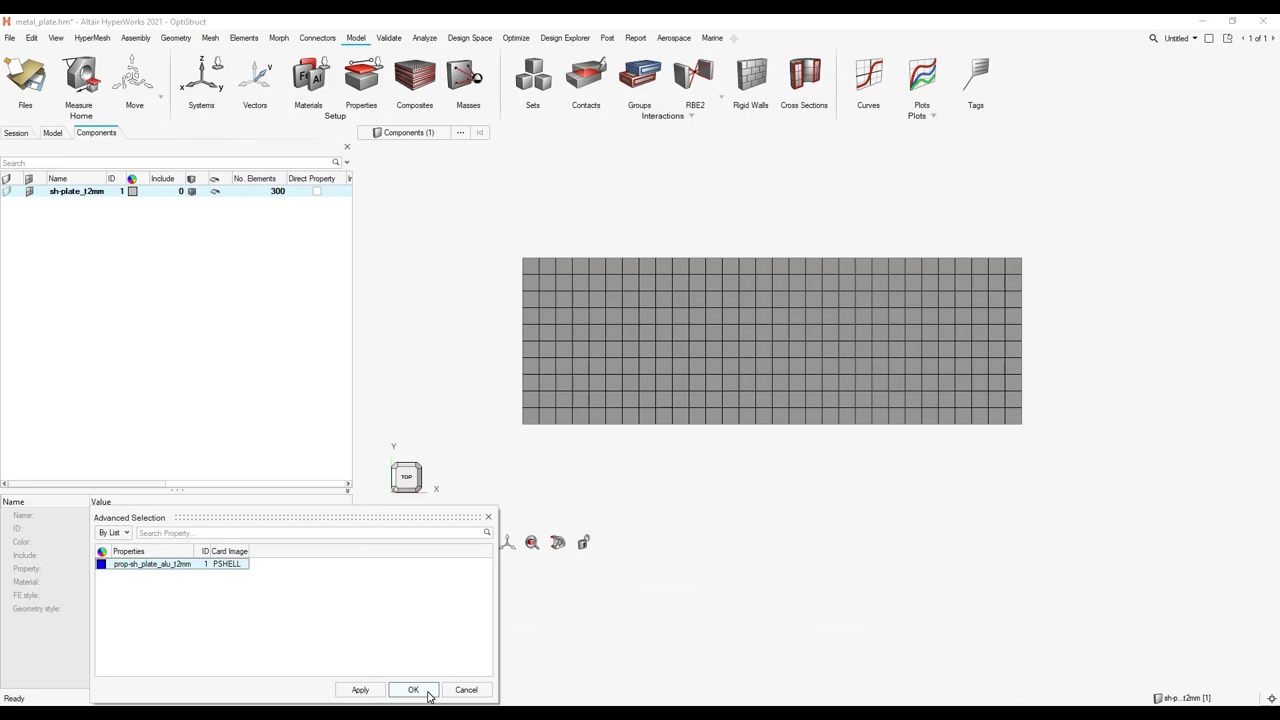 metal_plate.hm* - Altair HyperWorks 2021 - OptiStruct
File Edit View HyperMesh Assembly Geometry Mesh Elements Morph Connectors Model Validate Analyze Design Space Optimize Design Explorer Post Report Aerospace Marine Untitled 1 of 1
Files Measure Move Systems Vectors Materials Properties Composites Masses Sets Contacts Groups RBE2 Rigid Walls Cross Sections Curves Plots Tags
Home Setup Interactions Plots
Session Model Components Components (1) ...
Search
Name ID Include No. Elements Direct Property
sh-plate_t2mm 1 0 300
Y
TOP
X
Name Value
Name:
ID:
Color:
Include:
Property:
Material:
FE style:
Geometry style:
Advanced Selection
By List Search Property...
Properties ID Card Image
prop-sh_plate_alu_t2mm 1 PSHELL
Apply OK Cancel
Ready sh-p...t2mm [1]